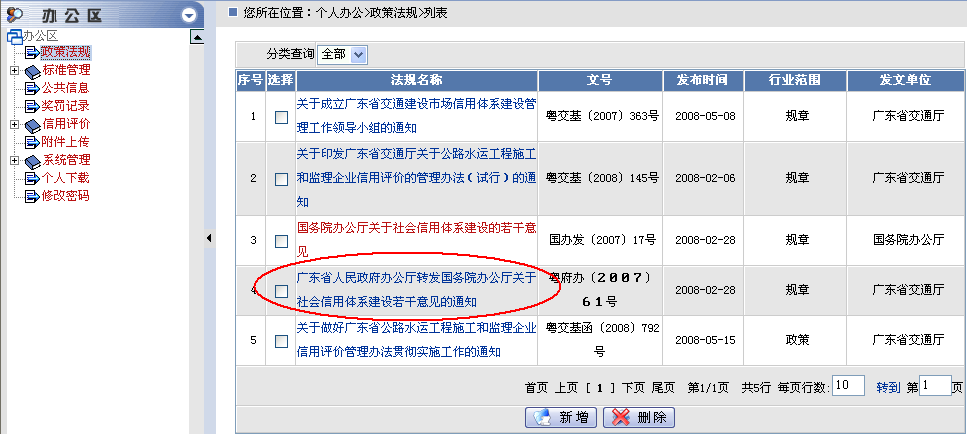 办 公 区
办公区
政策法规
标准管理
公共信息
奖罚记录
信用评价
附件上传
系统管理
个人下载
修改密码
您所在位置：个人办公>政策法规>列表
分类查询 全部
序号 选择 法规名称 文号 发布时间 行业范围 发文单位
1 关于成立广东省交通建设市场信用体系建设管
理工作领导小组的通知 粤交基〔2007〕363号 2008-05-08 规章 广东省交通厅
关于印发广东省交通厅关于公路水运工程施工
2 和监理企业信用评价的管理办法（试行）的通 粤交基〔2008〕145号 2008-02-06 规章 广东省交通厅
知
3 国务院办公厅关于社会信用体系建设的若干意
见 国办发〔2007〕17号 2008-02-28 规章 国务院办公厅
4 广东省人民政府办公厅转发国务院办公厅关于 粤府办〔2007〕
社会信用体系建设若干意见的通知 61号 2008-02-28 规章 广东省交通厅
5 关于做好广东省公路水运工程施工和监理企业 粤交基函〔2008〕792
信用评价管理办法贯彻实施工作的通知 号 2008-05-15 政策 广东省交通厅
首页 上页 [ 1 ] 下页 尾页 第1/1页 共5行 每页行数: 10 转到 第 1 页
新 增 删 除